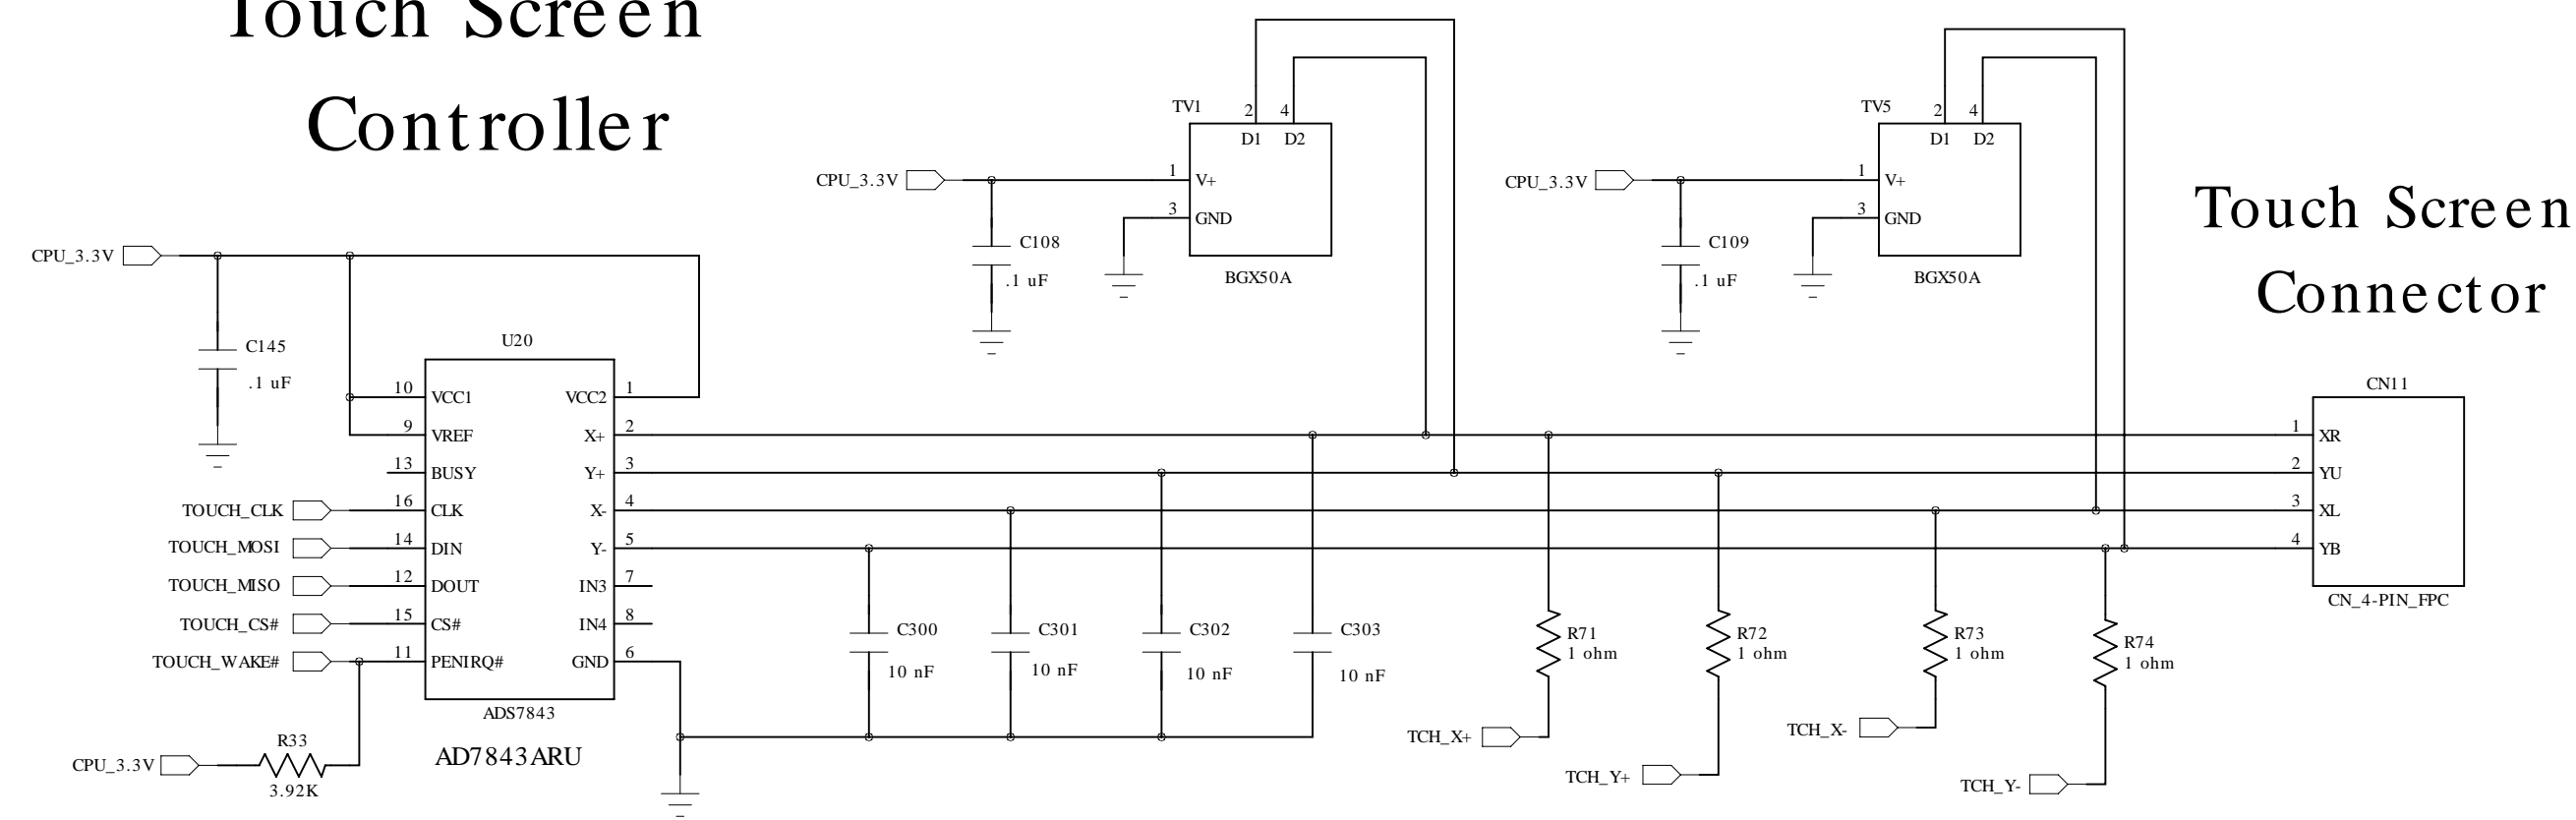 Touch Screen
Controller
Touch Screen
Connector
TV1
2 4
D1 D2
CPU_3.3V
1 V+
3 GND
C108
.1 uF
BGX50A
TV5
2 4
D1 D2
CPU_3.3V
1 V+
3 GND
C109
.1 uF
BGX50A
CPU_3.3V
C145
.1 uF
U20
10 VCC1
9 VREF
13 BUSY
TOUCH_CLK 16 CLK
TOUCH_MOSI 14 DIN
TOUCH_MISO 12 DOUT
TOUCH_CS# 15 CS#
TOUCH_WAKE# 11 PENIRQ#
VCC2 1
X+ 2
Y+ 3
X- 4
Y- 5
IN3 7
IN4 8
GND 6
ADS7843
AD7843ARU
CPU_3.3V
R33
3.92K
C300
10 nF
C301
10 nF
C302
10 nF
C303
10 nF
R71
1 ohm
TCH_X+
R72
1 ohm
TCH_Y+
R73
1 ohm
TCH_X-
R74
1 ohm
TCH_Y-
CN11
1 XR
2 YU
3 XL
4 YB
CN_4-PIN_FPC